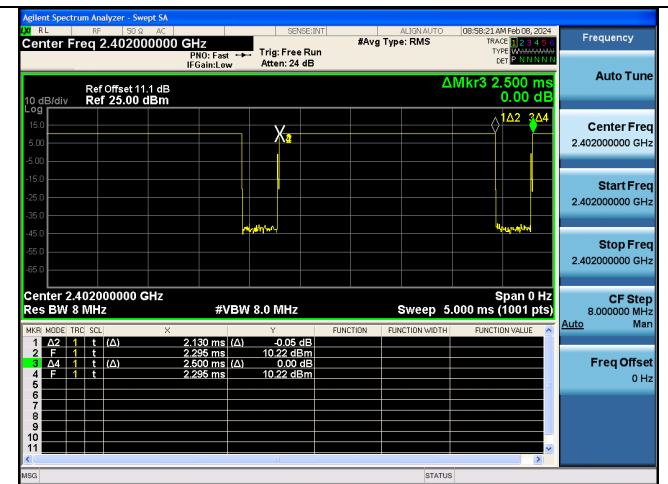 Agilent Spectrum Analyzer - Swept SA
RL RF 50 Ω AC SENSE:INT ALIGN AUTO 08:58:21 AM Feb 08, 2024
Center Freq 2.402000000 GHz
PNO: Fast
IFGain:Low
Trig: Free Run
Atten: 24 dB
#Avg Type: RMS
TRACE 1 2 3 4 5 6
TYPE
DET P N N N N N
Frequency
Auto Tune
Center Freq
2.402000000 GHz
Start Freq
2.402000000 GHz
Stop Freq
2.402000000 GHz
CF Step
8.000000 MHz
Auto Man
Freq Offset
0 Hz
Ref Offset 11.1 dB
10 dB/div Ref 25.00 dBm
Log
ΔMkr3 2.500 ms
0.00 dB
15.0
5.00
-5.00
-15.0
-25.0
-35.0
-45.0
-55.0
-65.0
1Δ2 3Δ4
Center 2.402000000 GHz Span 0 Hz
Res BW 8 MHz #VBW 8.0 MHz Sweep 5.000 ms (1001 pts)
MKR MODE TRC SCL X Y FUNCTION FUNCTION WIDTH FUNCTION VALUE
1 Δ2 1 t (Δ) 2.130 ms (Δ) -0.05 dB
2 F 1 t 2.295 ms 10.22 dBm
3 Δ4 1 t (Δ) 2.500 ms (Δ) 0.00 dB
4 F 1 t 2.295 ms 10.22 dBm
5
6
7
8
9
10
11
MSG STATUS